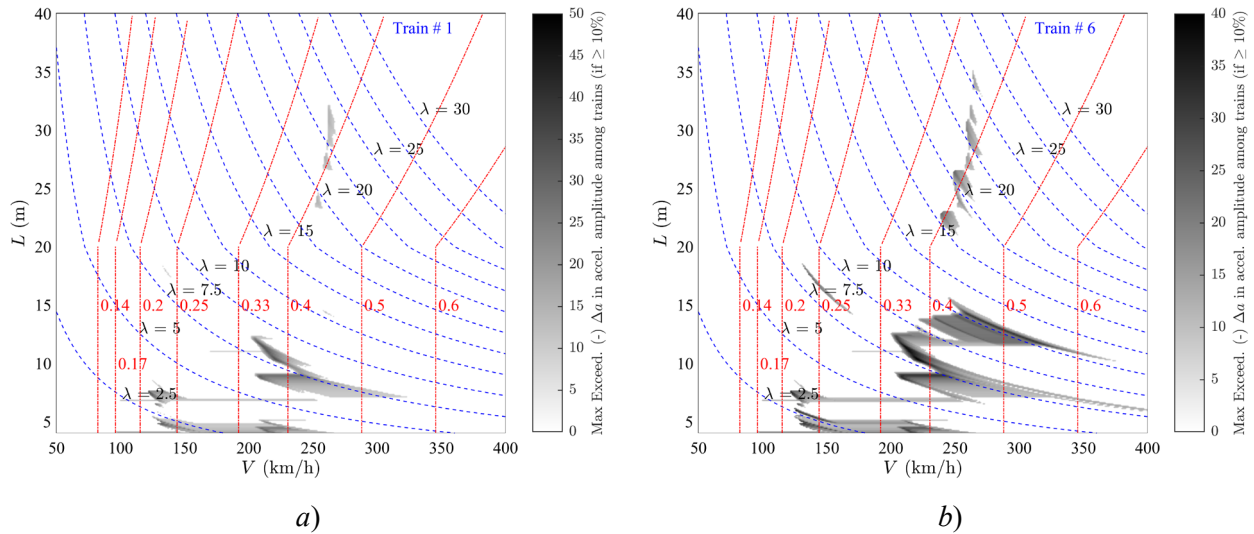 40
35
30
25
20
15
10
5
L (m)
50 100 150 200 250 300 350 400
V (km/h)
Train # 1
λ = 30
λ = 25
λ = 20
λ = 15
λ = 10
λ = 7.5
λ = 5
λ = 2.5
0.14 0.2 0.25 0.33 0.4 0.5 0.6
0.17
50
45
40
35
30
25
20
15
10
5
0
Max Exceed. (-) Δa in accel. amplitude among trains (if ≥ 10%)
a)
40
35
30
25
20
15
10
5
L (m)
50 100 150 200 250 300 350 400
V (km/h)
Train # 6
λ = 30
λ = 25
λ = 20
λ = 15
λ = 10
λ = 7.5
λ = 5
λ = 2.5
0.14 0.2 0.25 0.33 0.4 0.5 0.6
0.17
40
35
30
25
20
15
10
5
0
Max Exceed. (-) Δa in accel. amplitude among trains (if ≥ 10%)
b)